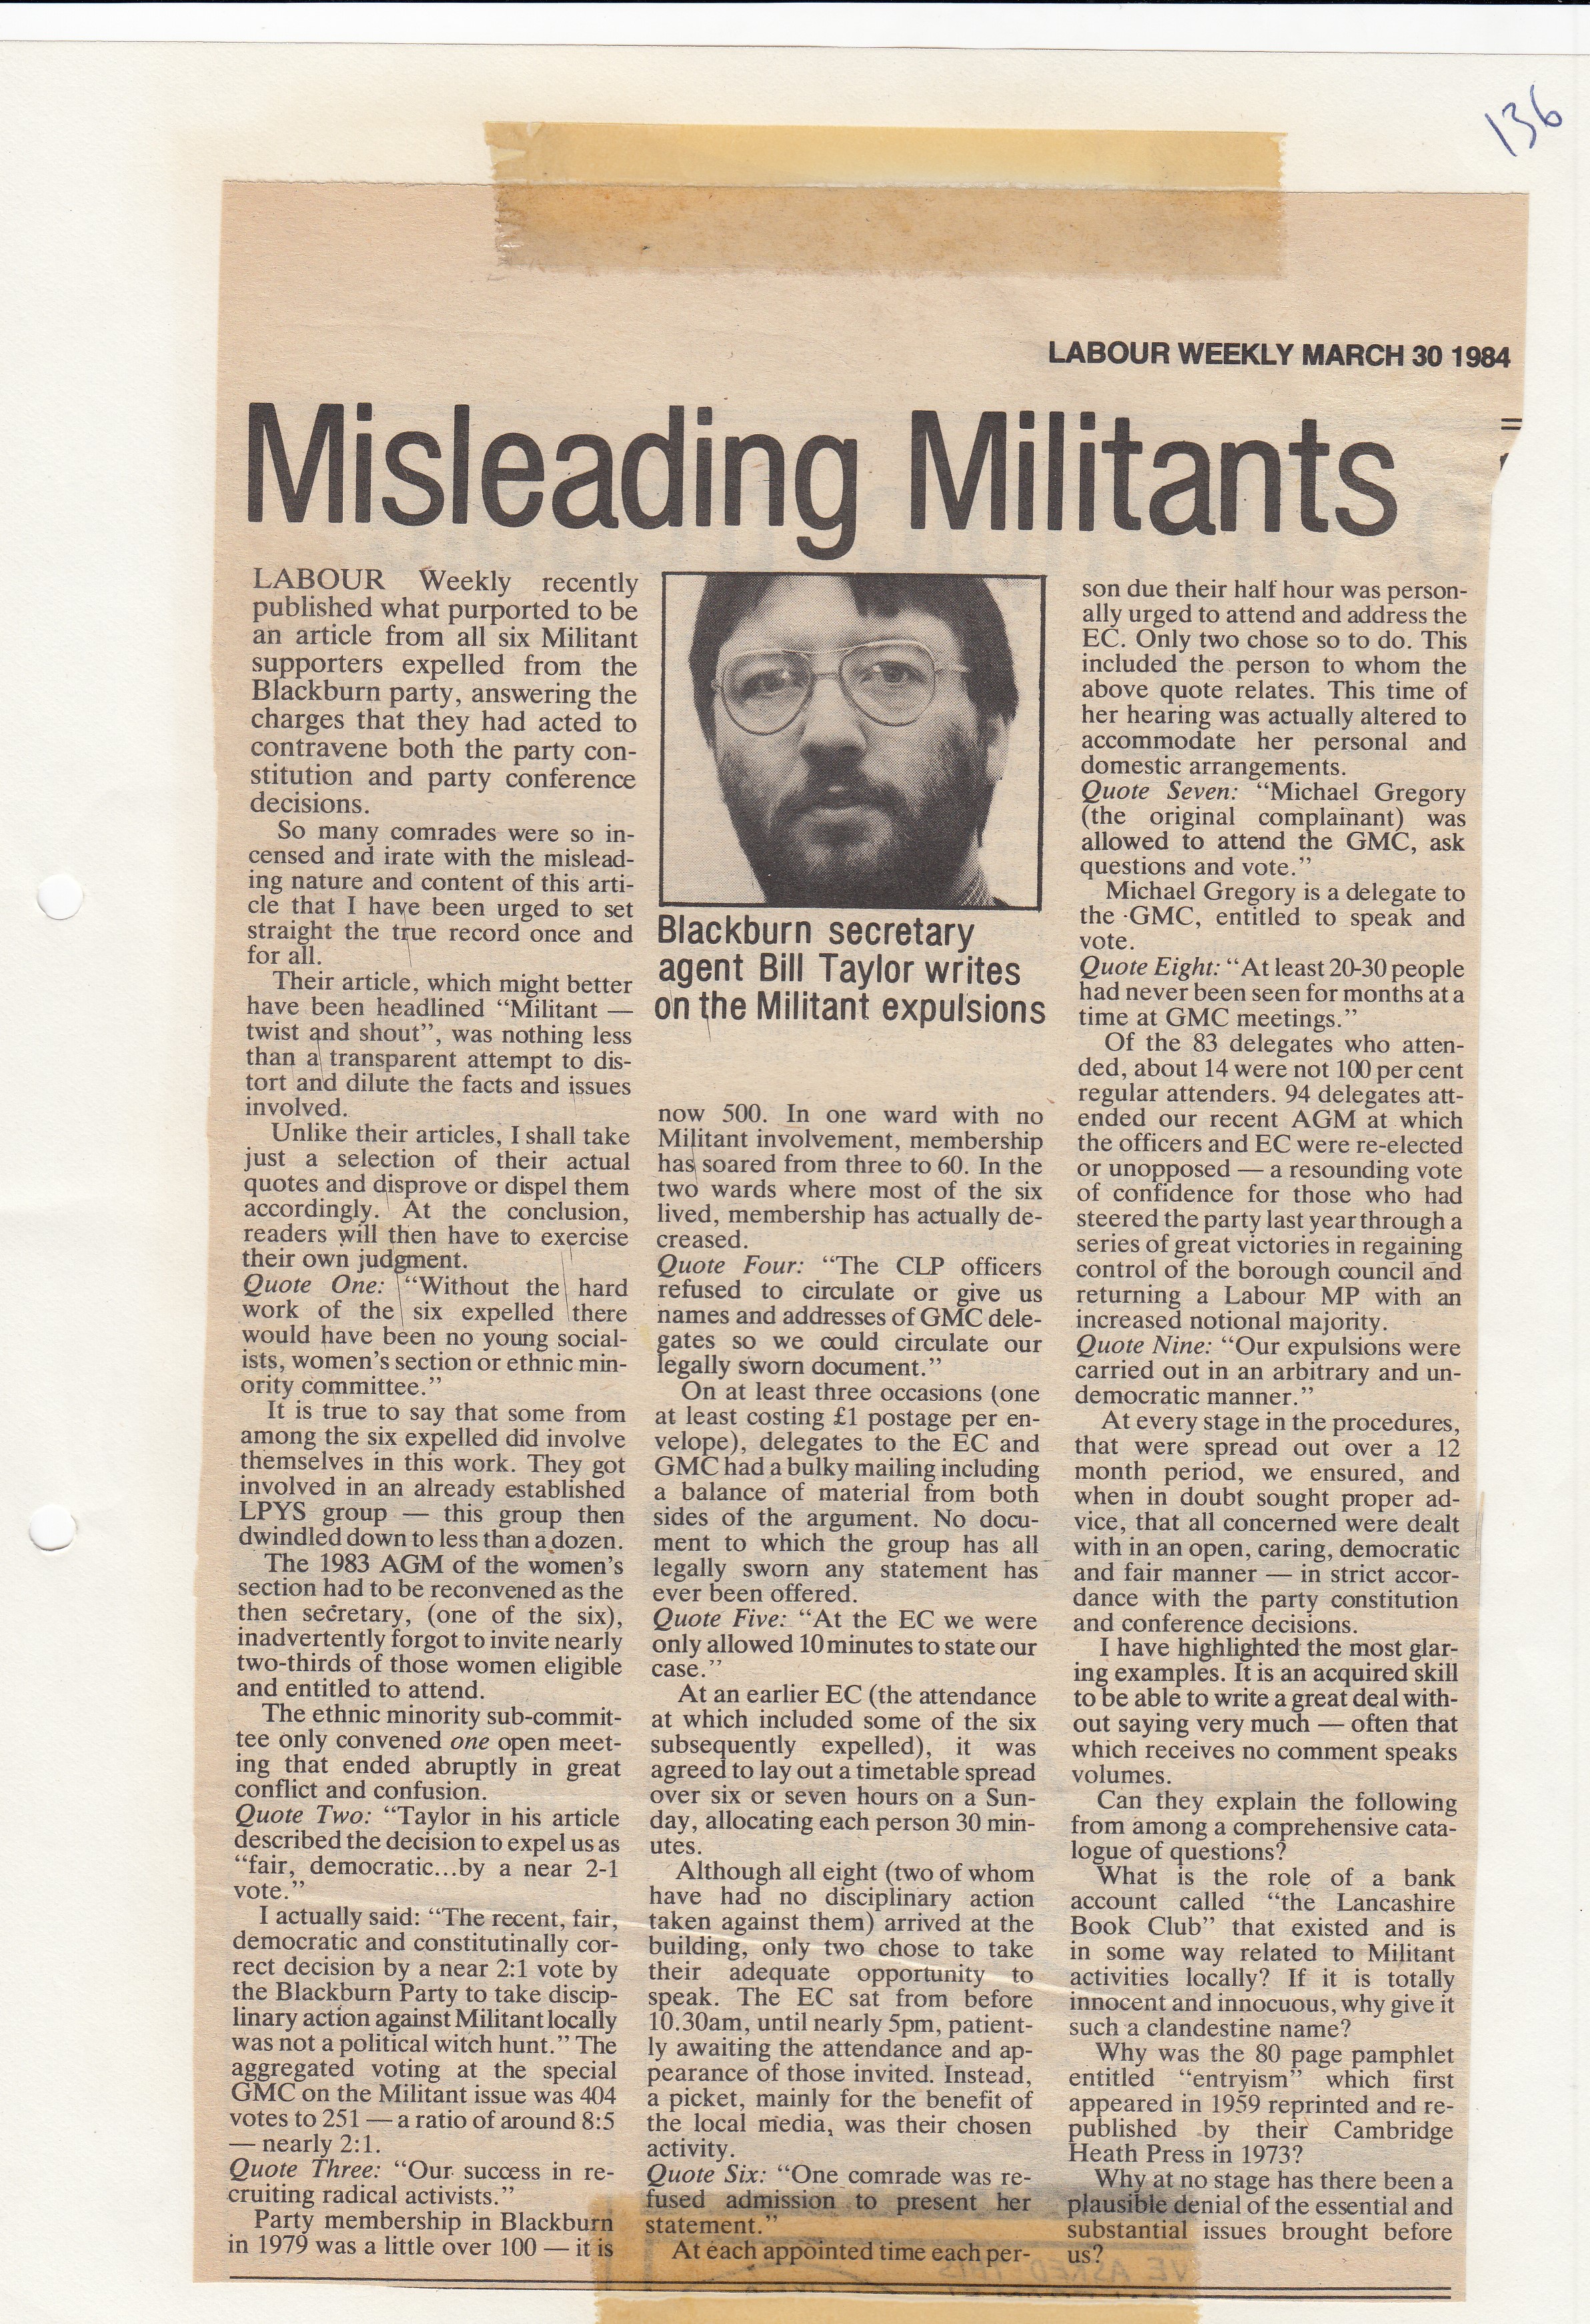 136
LABOUR WEEKLY MARCH 30 1984
Misleading Militants
LABOUR Weekly recently
published what purported to be
an article from all six Militant
supporters expelled from the
Blackburn party, answering the
charges that they had acted to
contravene both the party con-
stitution and party conference
decisions.
So many comrades were so in-
censed and irate with the mislead-
ing nature and content of this arti-
cle that I have been urged to set
straight the true record once and
for all.
Their article, which might better
have been headlined “Militant —
twist and shout”, was nothing less
than a transparent attempt to dis-
tort and dilute the facts and issues
involved.
Unlike their articles, I shall take
just a selection of their actual
quotes and disprove or dispel them
accordingly. At the conclusion,
readers will then have to exercise
their own judgment.
Quote One: “Without the hard
work of the six expelled there
would have been no young social-
ists, women’s section or ethnic min-
ority committee.”
It is true to say that some from
among the six expelled did involve
themselves in this work. They got
involved in an already established
LPYS group — this group then
dwindled down to less than a dozen.
The 1983 AGM of the women’s
section had to be reconvened as the
then secretary, (one of the six),
inadvertently forgot to invite nearly
two-thirds of those women eligible
and entitled to attend.
The ethnic minority sub-commit-
tee only convened one open meet-
ing that ended abruptly in great
conflict and confusion.
Quote Two: “Taylor in his article
described the decision to expel us as
“fair, democratic...by a near 2-1
vote.”
I actually said: “The recent, fair,
democratic and constitutinally cor-
rect decision by a near 2:1 vote by
the Blackburn Party to take discip-
linary action against Militant locally
was not a political witch hunt.” The
aggregated voting at the special
GMC on the Militant issue was 404
votes to 251 — a ratio of around 8:5
— nearly 2:1.
Quote Three: “Our success in re-
cruiting radical activists.”
Party membership in Blackburn
in 1979 was a little over 100 — it is
Blackburn secretary
agent Bill Taylor writes
on the Militant expulsions
now 500. In one ward with no
Militant involvement, membership
has soared from three to 60. In the
two wards where most of the six
lived, membership has actually de-
creased.
Quote Four: “The CLP officers
refused to circulate or give us
names and addresses of GMC dele-
gates so we could circulate our
legally sworn document.”
On at least three occasions (one
at least costing £1 postage per en-
velope), delegates to the EC and
GMC had a bulky mailing including
a balance of material from both
sides of the argument. No docu-
ment to which the group has all
legally sworn any statement has
ever been offered.
Quote Five: “At the EC we were
only allowed 10 minutes to state our
case.”
At an earlier EC (the attendance
at which included some of the six
subsequently expelled), it was
agreed to lay out a timetable spread
over six or seven hours on a Sun-
day, allocating each person 30 min-
utes.
Although all eight (two of whom
have had no disciplinary action
taken against them) arrived at the
building, only two chose to take
their adequate opportunity to
speak. The EC sat from before
10.30am, until nearly 5pm, patient-
ly awaiting the attendance and ap-
pearance of those invited. Instead,
a picket, mainly for the benefit of
the local media, was their chosen
activity.
Quote Six: “One comrade was re-
fused admission to present her
statement.”
At each appointed time each per-
son due their half hour was person-
ally urged to attend and address the
EC. Only two chose so to do. This
included the person to whom the
above quote relates. This time of
her hearing was actually altered to
accommodate her personal and
domestic arrangements.
Quote Seven: “Michael Gregory
(the original complainant) was
allowed to attend the GMC, ask
questions and vote.”
Michael Gregory is a delegate to
the GMC, entitled to speak and
vote.
Quote Eight: “At least 20-30 people
had never been seen for months at a
time at GMC meetings.”
Of the 83 delegates who atten-
ded, about 14 were not 100 per cent
regular attenders. 94 delegates att-
ended our recent AGM at which
the officers and EC were re-elected
or unopposed — a resounding vote
of confidence for those who had
steered the party last year through a
series of great victories in regaining
control of the borough council and
returning a Labour MP with an
increased notional majority.
Quote Nine: “Our expulsions were
carried out in an arbitrary and un-
democratic manner.”
At every stage in the procedures,
that were spread out over a 12
month period, we ensured, and
when in doubt sought proper ad-
vice, that all concerned were dealt
with in an open, caring, democratic
and fair manner — in strict accor-
dance with the party constitution
and conference decisions.
I have highlighted the most glar-
ing examples. It is an acquired skill
to be able to write a great deal with-
out saying very much — often that
which receives no comment speaks
volumes.
Can they explain the following
from among a comprehensive cata-
logue of questions?
What is the role of a bank
account called “the Lancashire
Book Club” that existed and is
in some way related to Militant
activities locally? If it is totally
innocent and innocuous, why give it
such a clandestine name?
Why was the 80 page pamphlet
entitled “entryism” which first
appeared in 1959 reprinted and re-
published by their Cambridge
Heath Press in 1973?
Why at no stage has there been a
plausible denial of the essential and
substantial issues brought before
us?